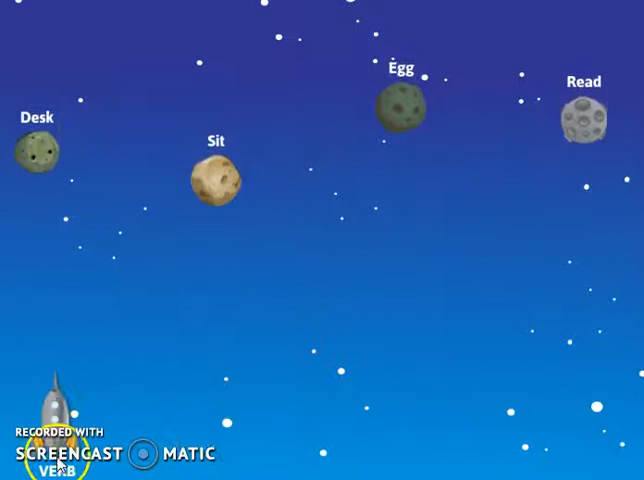 Egg
Read
Desk
Sit
RECORDED WITH
SCREENCAST MATIC
VERB